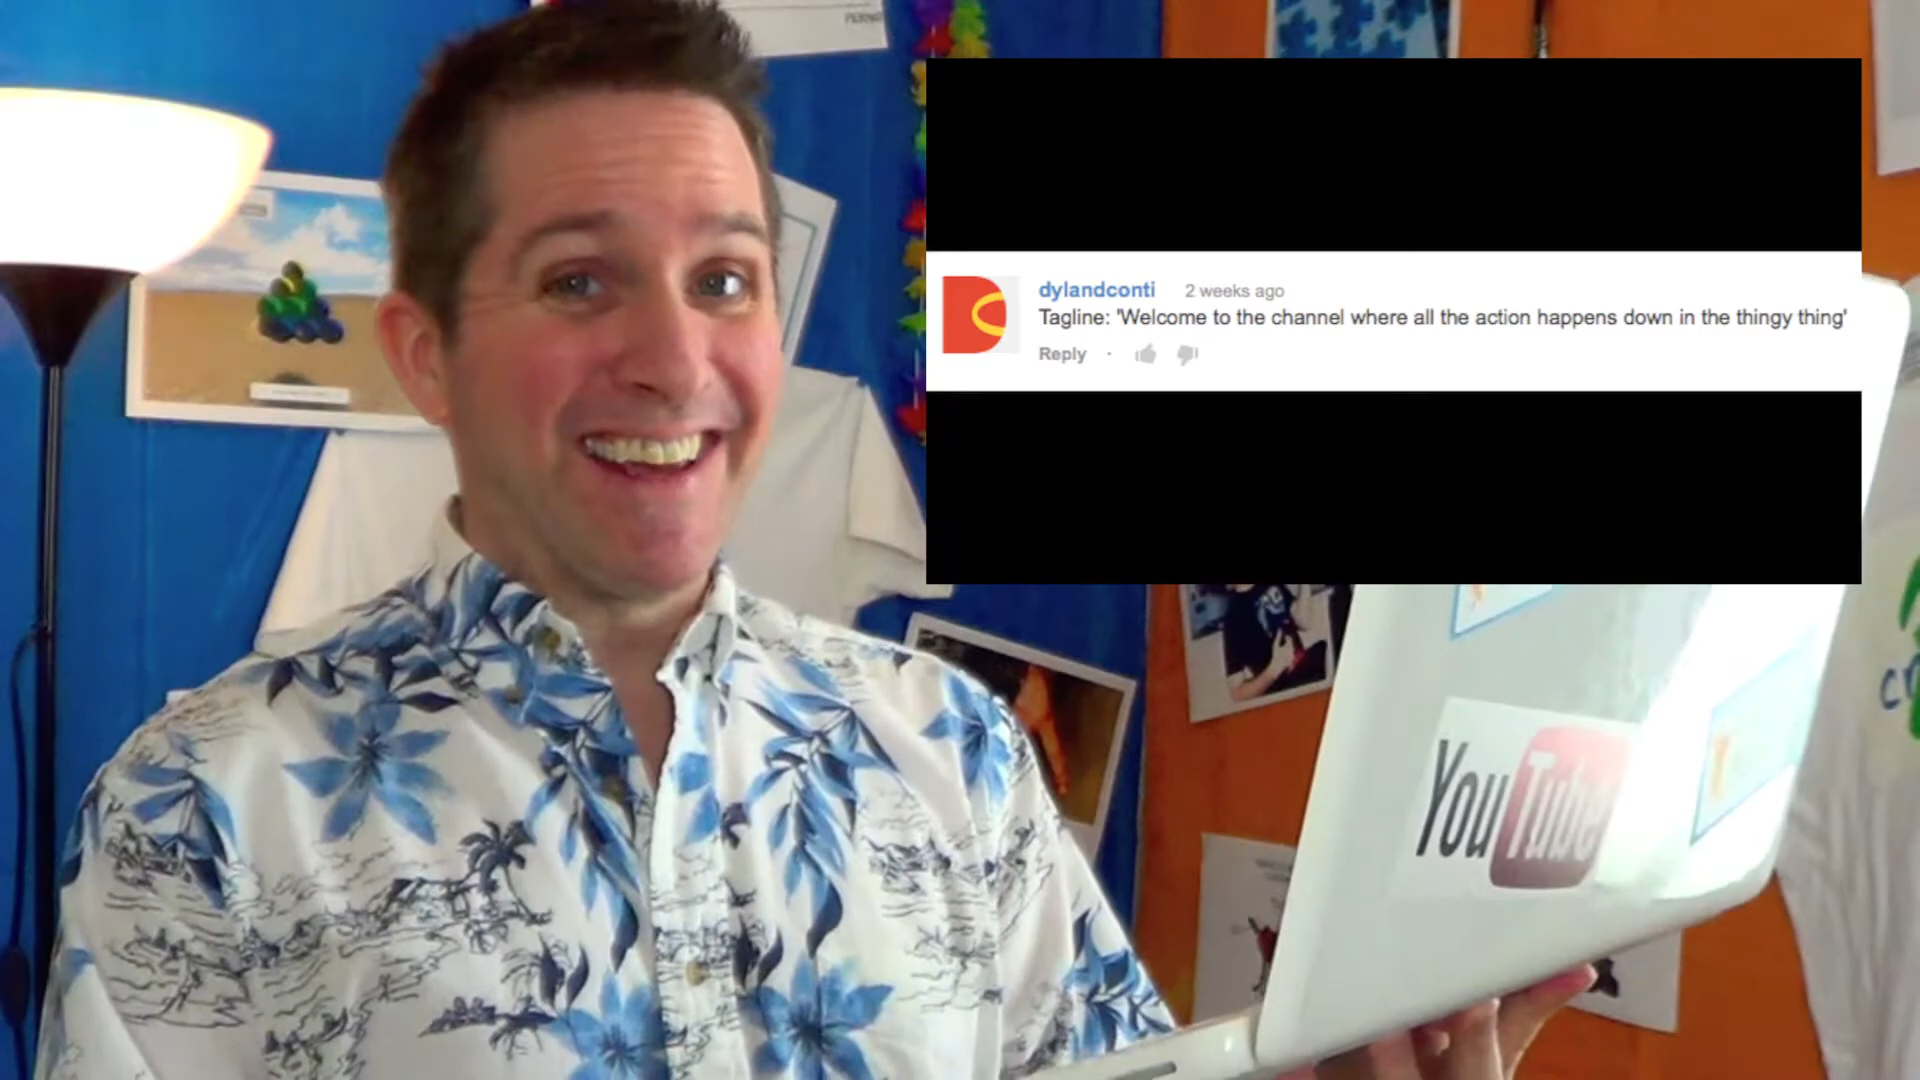 dylandconti 2 weeks ago
Tagline: 'Welcome to the channel where all the action happens down in the thingy thing'
Reply ·
YouTube